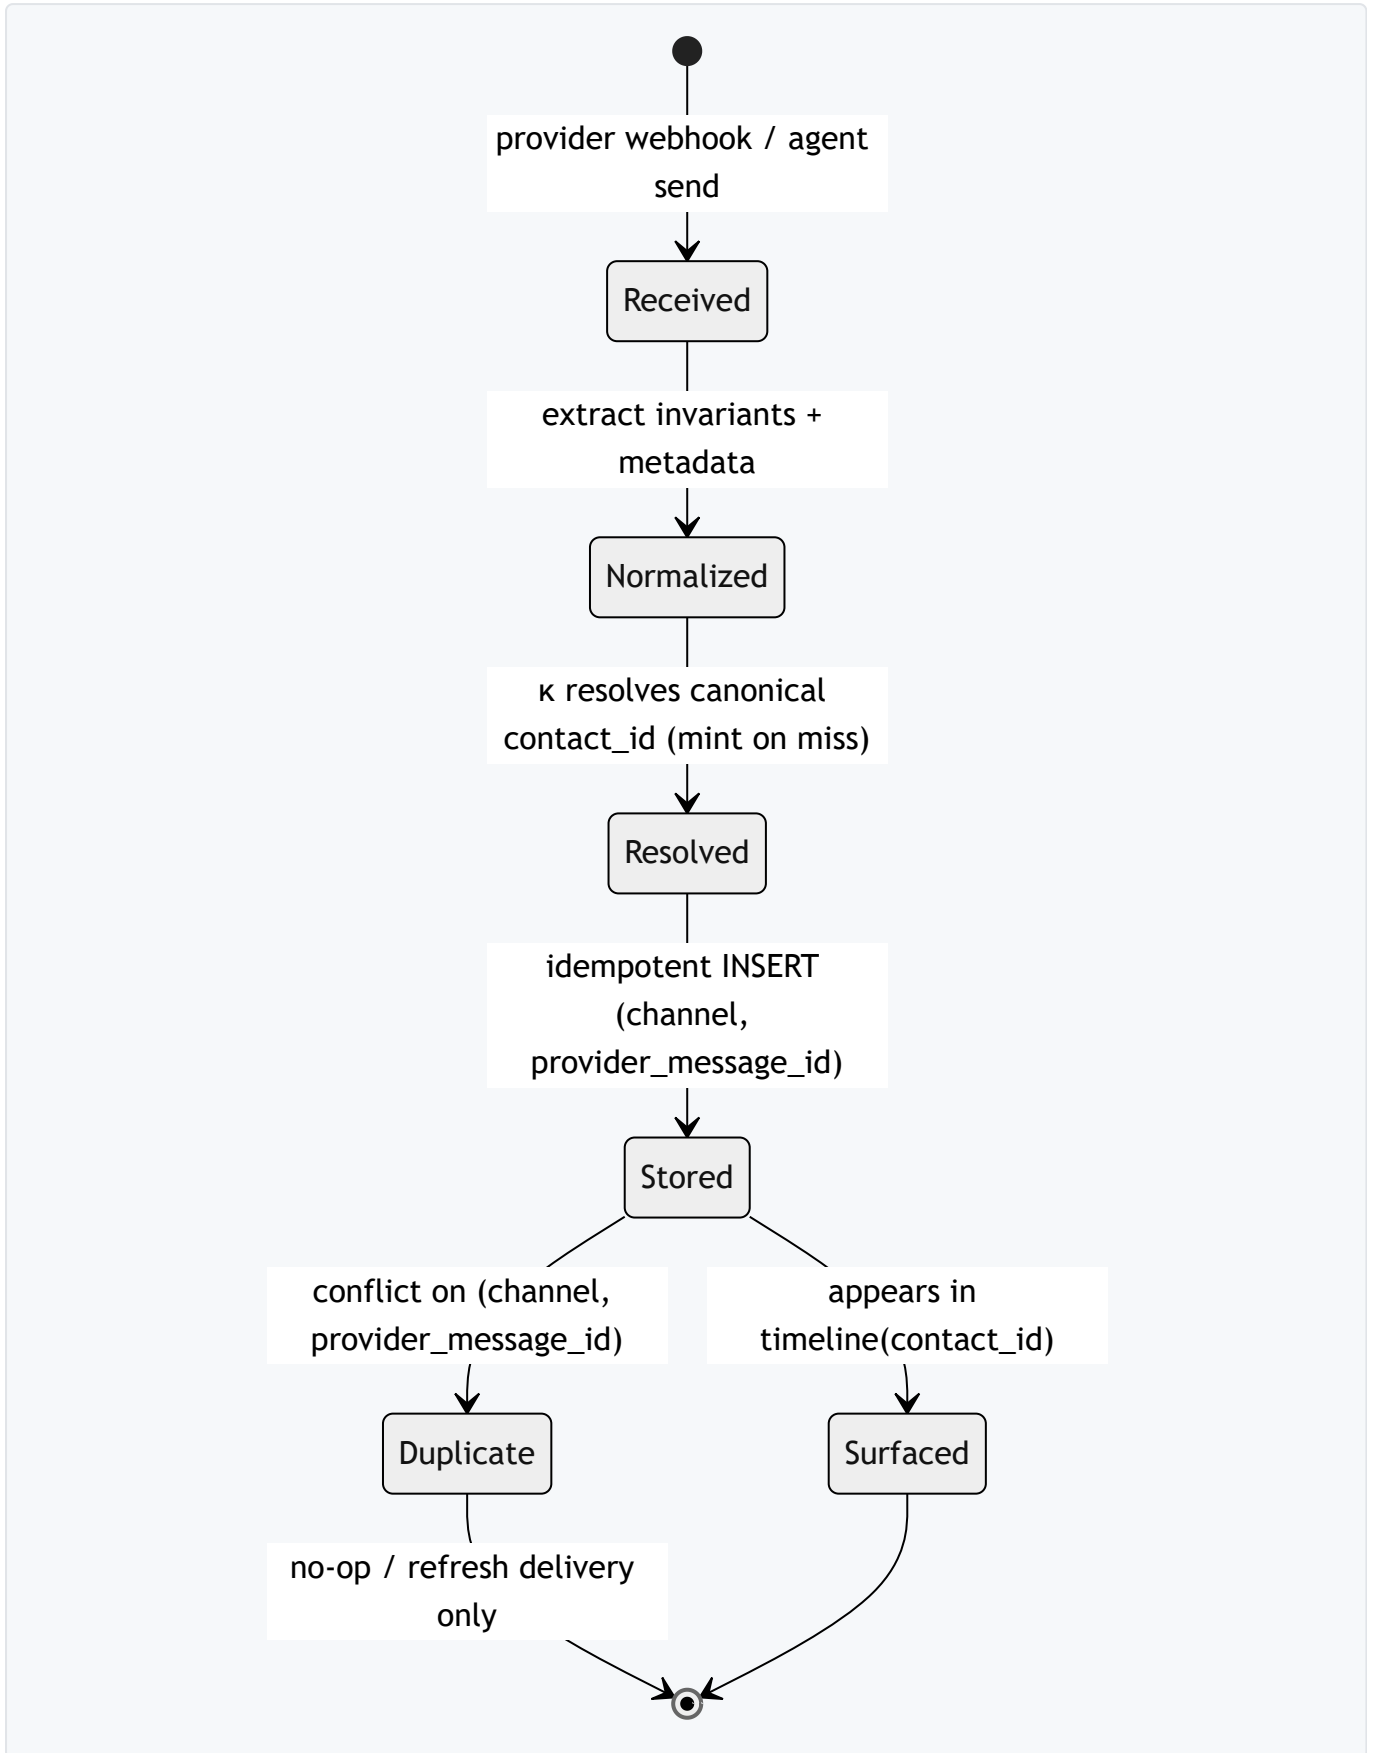 provider webhook / agent
send
Received
extract invariants +
metadata
Normalized
κ resolves canonical
contact_id (mint on miss)
Resolved
idempotent INSERT
(channel,
provider_message_id)
Stored
conflict on (channel,
provider_message_id)
appears in
timeline(contact_id)
Duplicate
Surfaced
no-op / refresh delivery
only